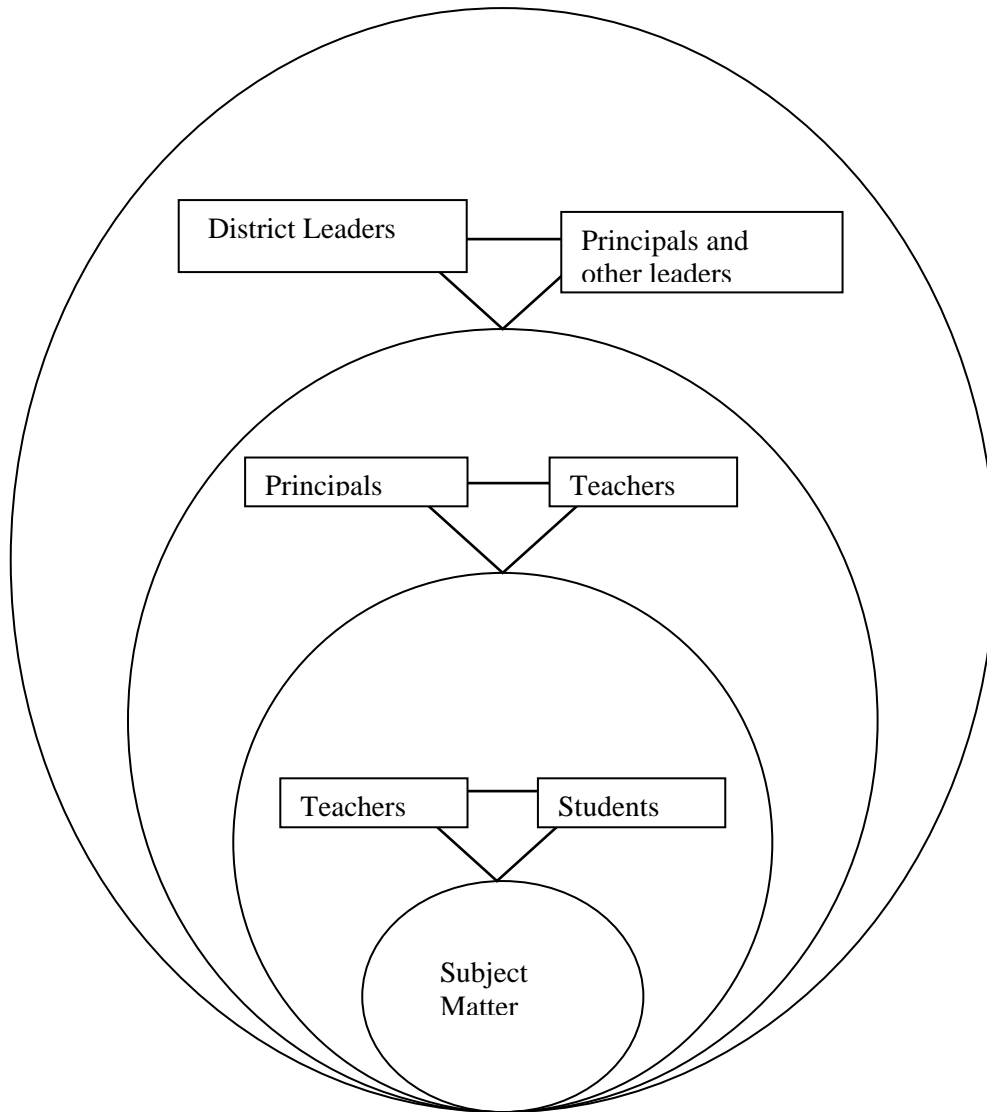 District Leaders
Principals and
other leaders
Principals
Teachers
Teachers
Students
Subject
Matter